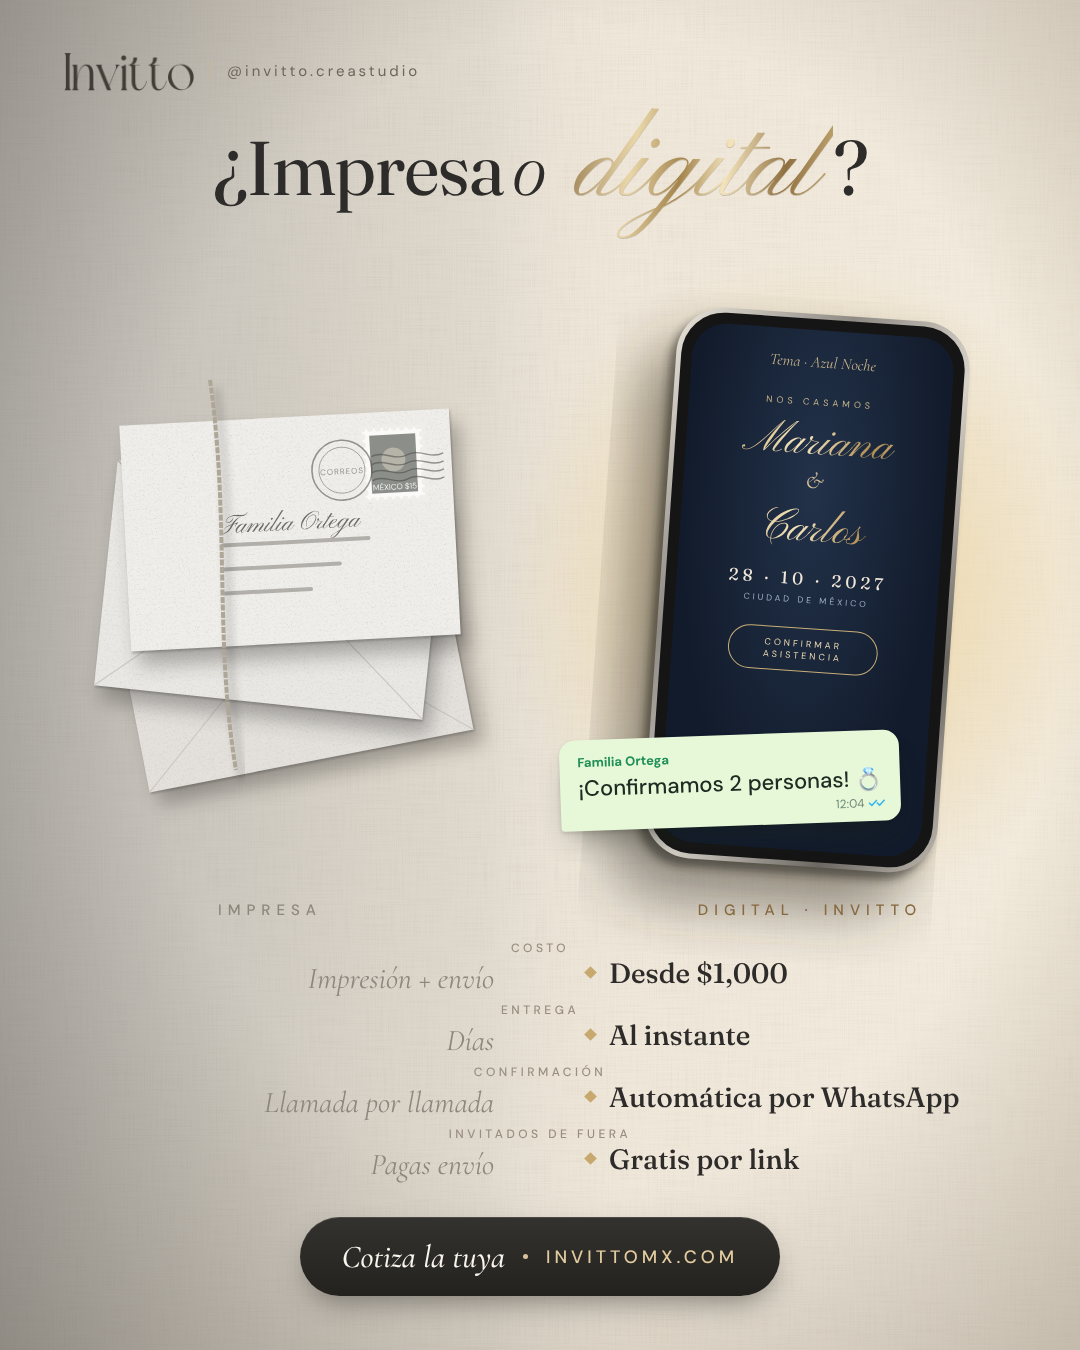 Invitto @invitto.creastudio
¿Impresa o digital?
CORREOS
MÉXICO $15
Familia Ortega
Tema · Azul Noche
NOS CASAMOS
Mariana
&
Carlos
28 · 10 · 2027
CIUDAD DE MÉXICO
CONFIRMAR
ASISTENCIA
Familia Ortega
¡Confirmamos 2 personas! 💍
12:04
IMPRESA
DIGITAL · INVITTO
COSTO
Impresión + envío
Desde $1,000
ENTREGA
Días
Al instante
CONFIRMACIÓN
Llamada por llamada
Automática por WhatsApp
INVITADOS DE FUERA
Pagas envío
Gratis por link
Cotiza la tuya • INVITTOMX.COM